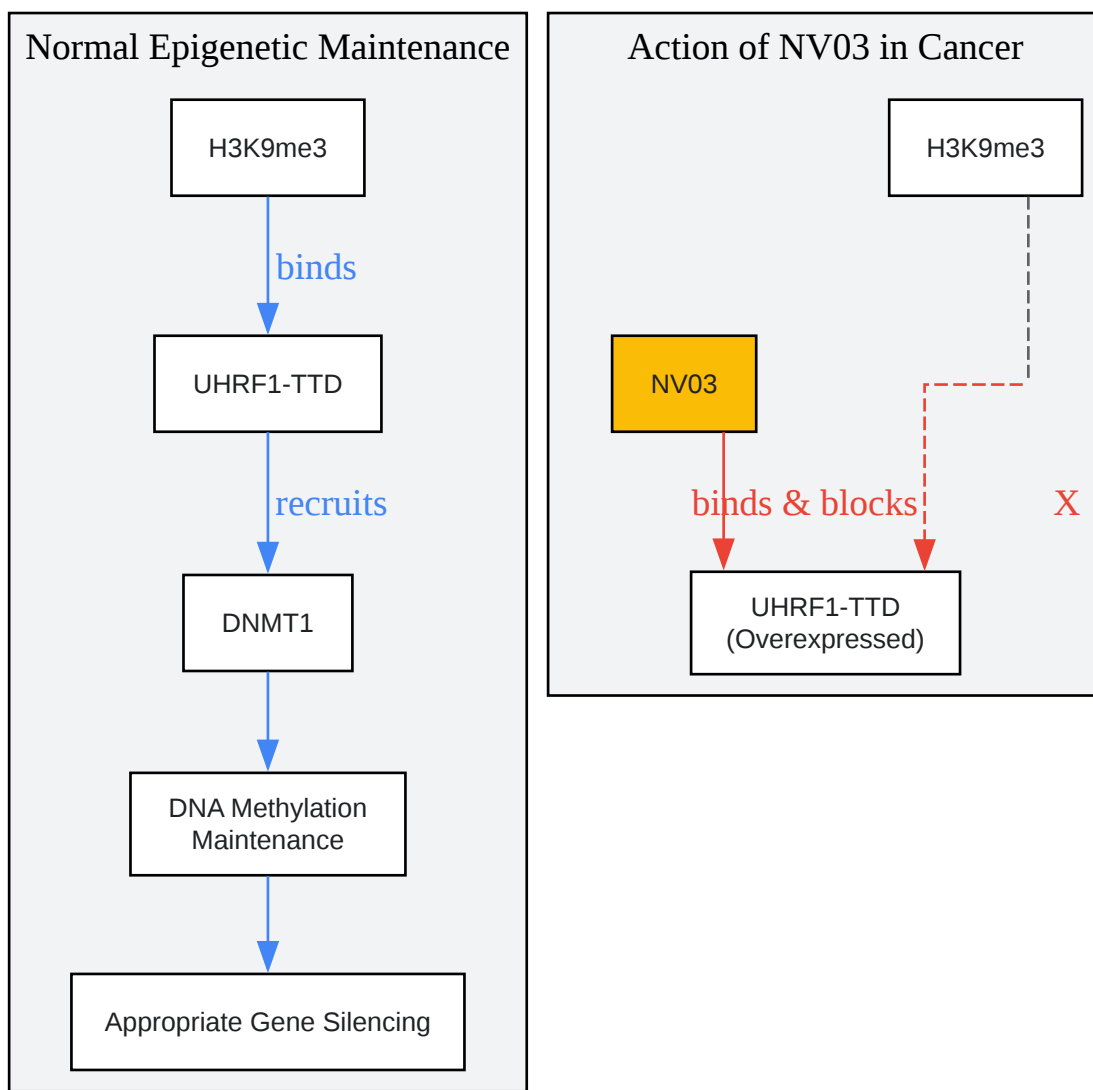 Normal Epigenetic Maintenance
H3K9me3
binds
UHRF1-TTD
recruits
DNMT1
DNA Methylation
Maintenance
Appropriate Gene Silencing
Action of NV03 in Cancer
H3K9me3
NV03
binds & blocks
X
UHRF1-TTD
(Overexpressed)